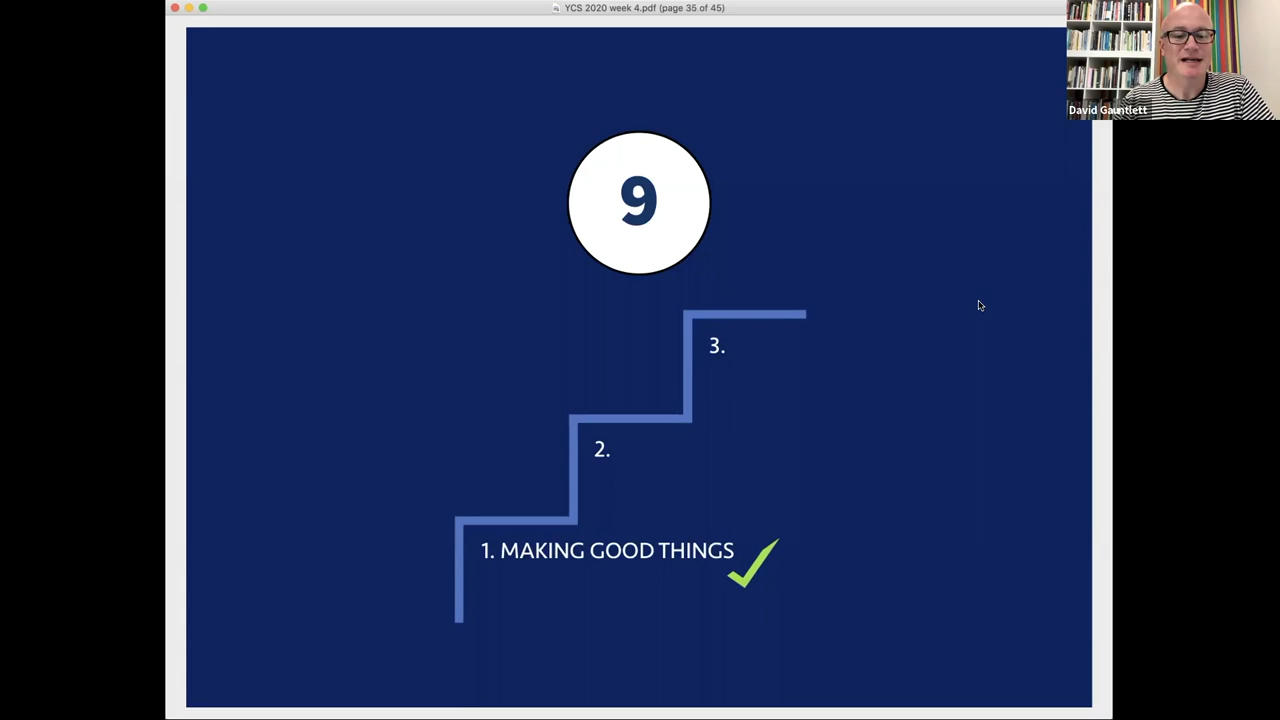 YCS 2020 week 4.pdf (page 35 of 45)
David Gauntlett
9
3.
2.
1. MAKING GOOD THINGS